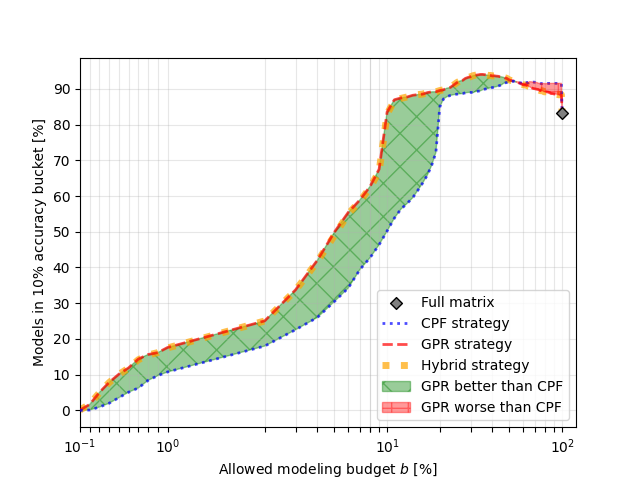 Models in 10% accuracy bucket [%]
90
80
70
60
50
40
30
20
10
0
Full matrix
CPF strategy
GPR strategy
Hybrid strategy
GPR better than CPF
GPR worse than CPF
10⁻¹ 10⁰ 10¹ 10²
Allowed modeling budget b [%]